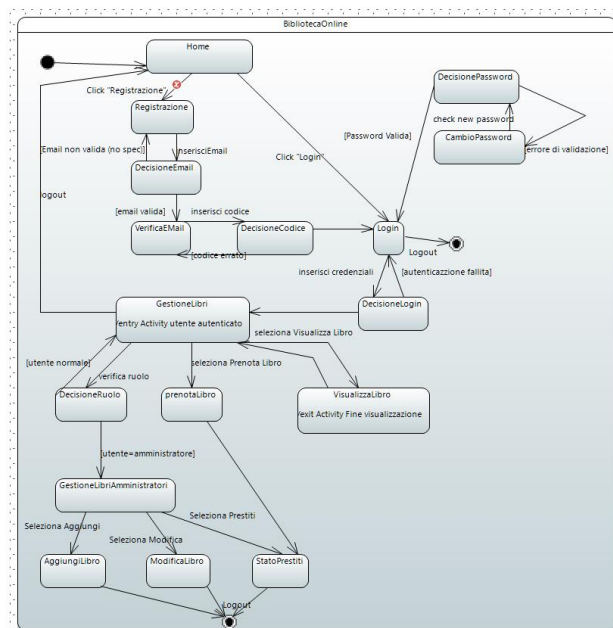 BibliotecaOnline
Home
DecisionePassword
Click "Registrazione"
Registrazione
check new password
[Password Valida]
CambioPassword
[Email non valida (no spec)]
nserisciEmail
[errore di validazione]
Click "Login"
DecisioneEmail
logout
[email valida]
inserisci codice
VerificaEMail
DecisioneCodice
Login
[codice errato]
Logout
inserisci credenziali
[autenticazzione fallita]
GestioneLibri
DecisioneLogin
/entry Activity utente autenticato
seleziona Visualizza Libro
[utente normale]
verifica ruolo
seleziona Prenota Libro
DecisioneRuolo
prenotaLibro
VisualizzaLibro
/exit Activity Fine visualizzazione
[utente=amministratore]
GestioneLibriAmministratori
Seleziona Aggiungi
Seleziona Prestiti
Seleziona Modifica
AggiungiLibro
ModificaLibro
StatoPrestiti
Logout